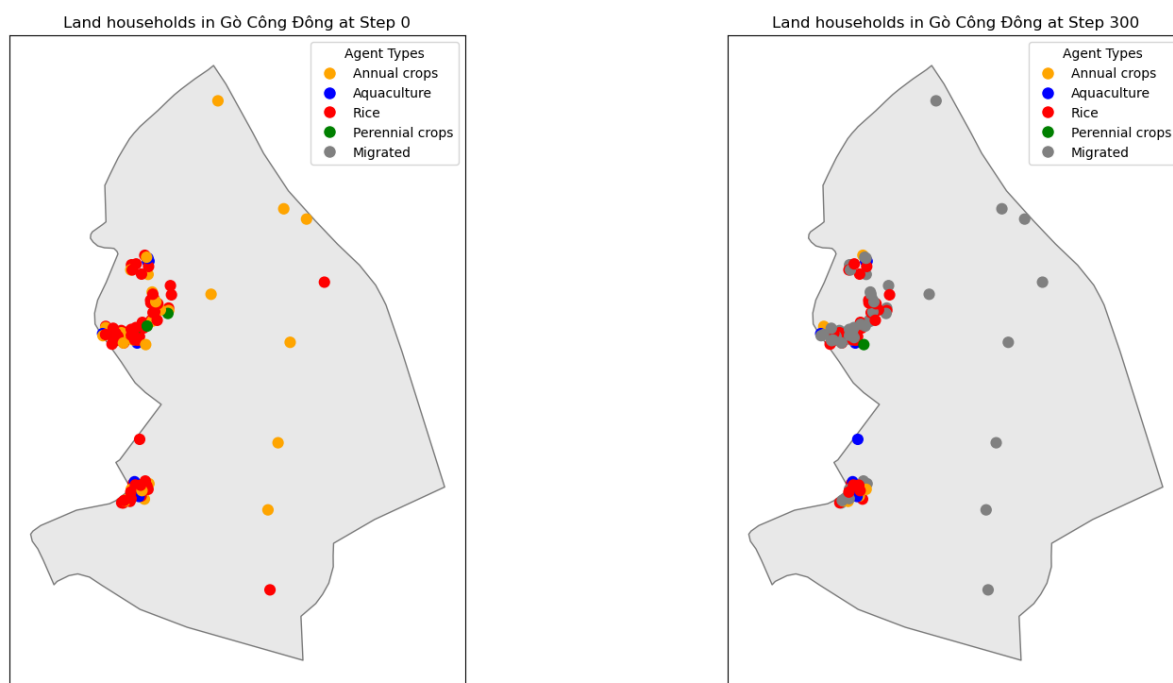 Land households in Gò Công Đông at Step 0
Agent Types
Annual crops
Aquaculture
Rice
Perennial crops
Migrated
Land households in Gò Công Đông at Step 300
Agent Types
Annual crops
Aquaculture
Rice
Perennial crops
Migrated